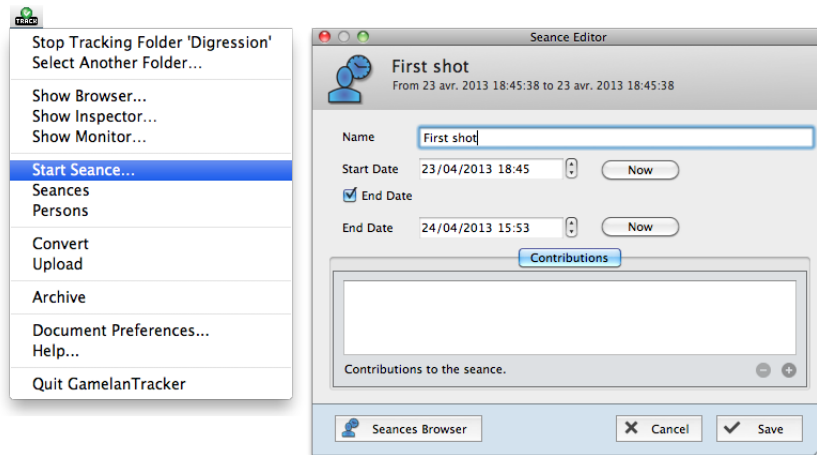 TRACK
Stop Tracking Folder 'Digression'
Select Another Folder...
Show Browser...
Show Inspector...
Show Monitor...
Start Seance...
Seances
Persons
Convert
Upload
Archive
Document Preferences...
Help...
Quit GamelanTracker
Seance Editor
First shot
From 23 avr. 2013 18:45:38 to 23 avr. 2013 18:45:38
Name First shot
Start Date 23/04/2013 18:45 Now
End Date
End Date 24/04/2013 15:53 Now
Contributions
Contributions to the seance.
Seances Browser Cancel Save